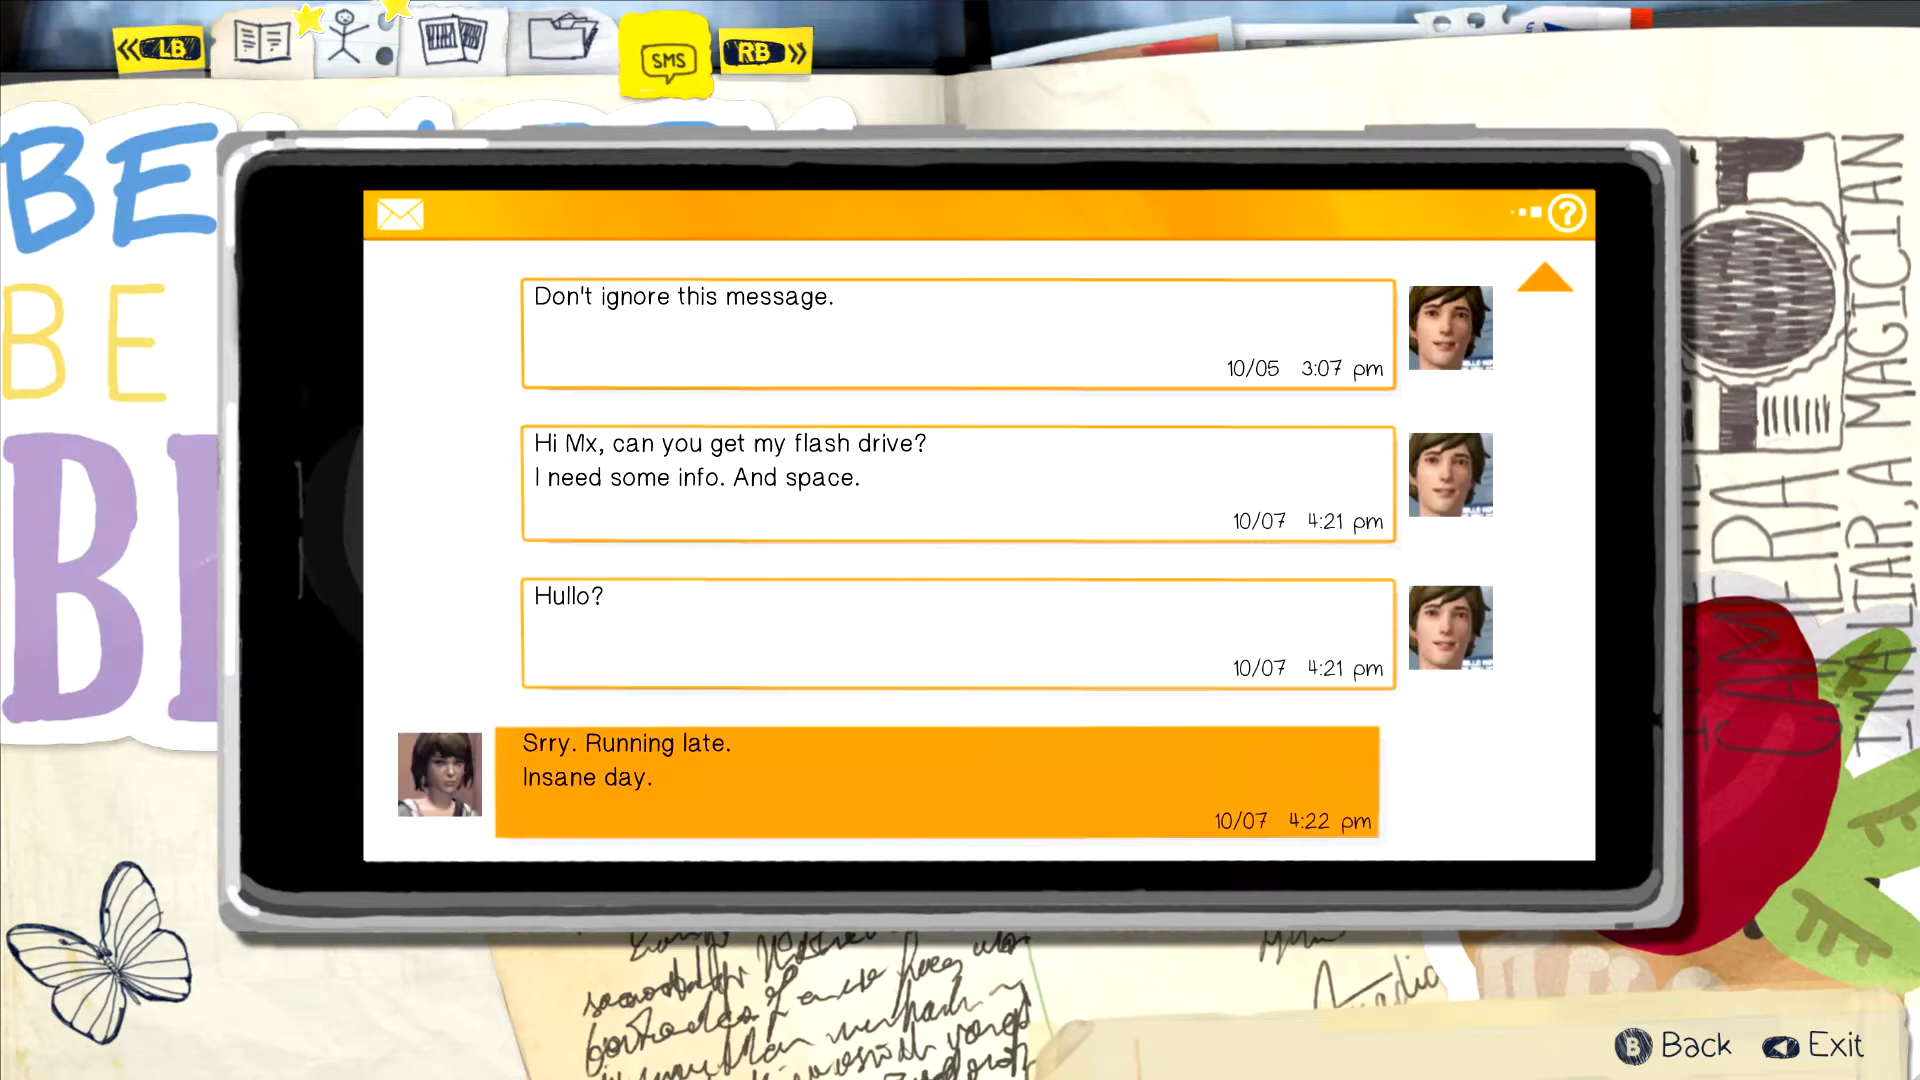 LB
SMS
RB
BE
BE
Don't ignore this message.
10/05 3:07 pm
Hi Mx, can you get my flash drive?
I need some info. And space.
10/07 4:21 pm
Hullo?
10/07 4:21 pm
Srry. Running late.
Insane day.
10/07 4:22 pm
CAMERA
LIAR, A MAGICIAN
B Back
Exit